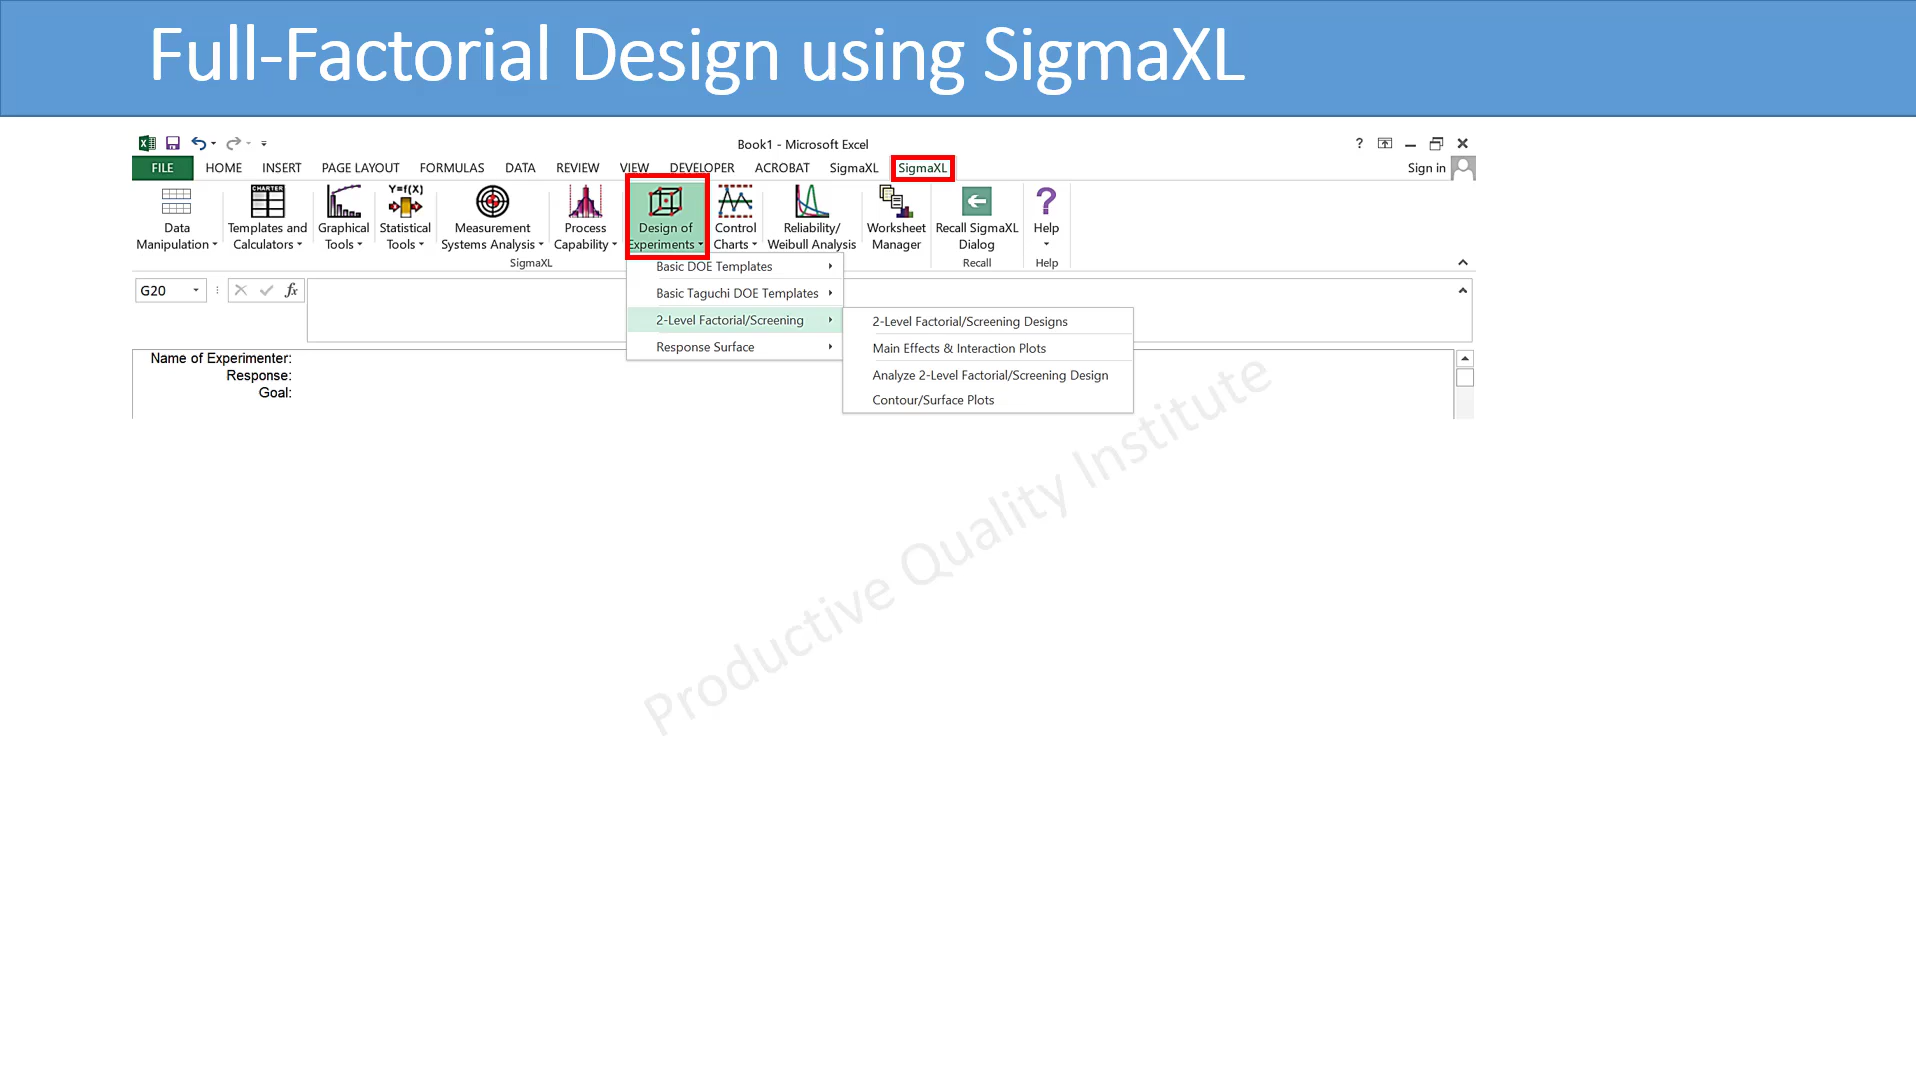 Full-Factorial Design using SigmaXL
Book1 - Microsoft Excel
?
FILE HOME INSERT PAGE LAYOUT FORMULAS DATA REVIEW VIEW DEVELOPER ACROBAT SigmaXL SigmaXL Sign in
CHARTER Y=f(X) ?
Data Templates and Graphical Statistical Measurement Process Design of Control Reliability/ Worksheet Recall SigmaXL Help
Manipulation Calculators Tools Tools Systems Analysis Capability Experiments Charts Weibull Analysis Manager Dialog
SigmaXL Recall Help
Basic DOE Templates
G20 fx
Basic Taguchi DOE Templates
2-Level Factorial/Screening
Response Surface
2-Level Factorial/Screening Designs
Main Effects & Interaction Plots
Analyze 2-Level Factorial/Screening Design
Contour/Surface Plots
Name of Experimenter:
Response:
Goal:
Productive Quality Institute